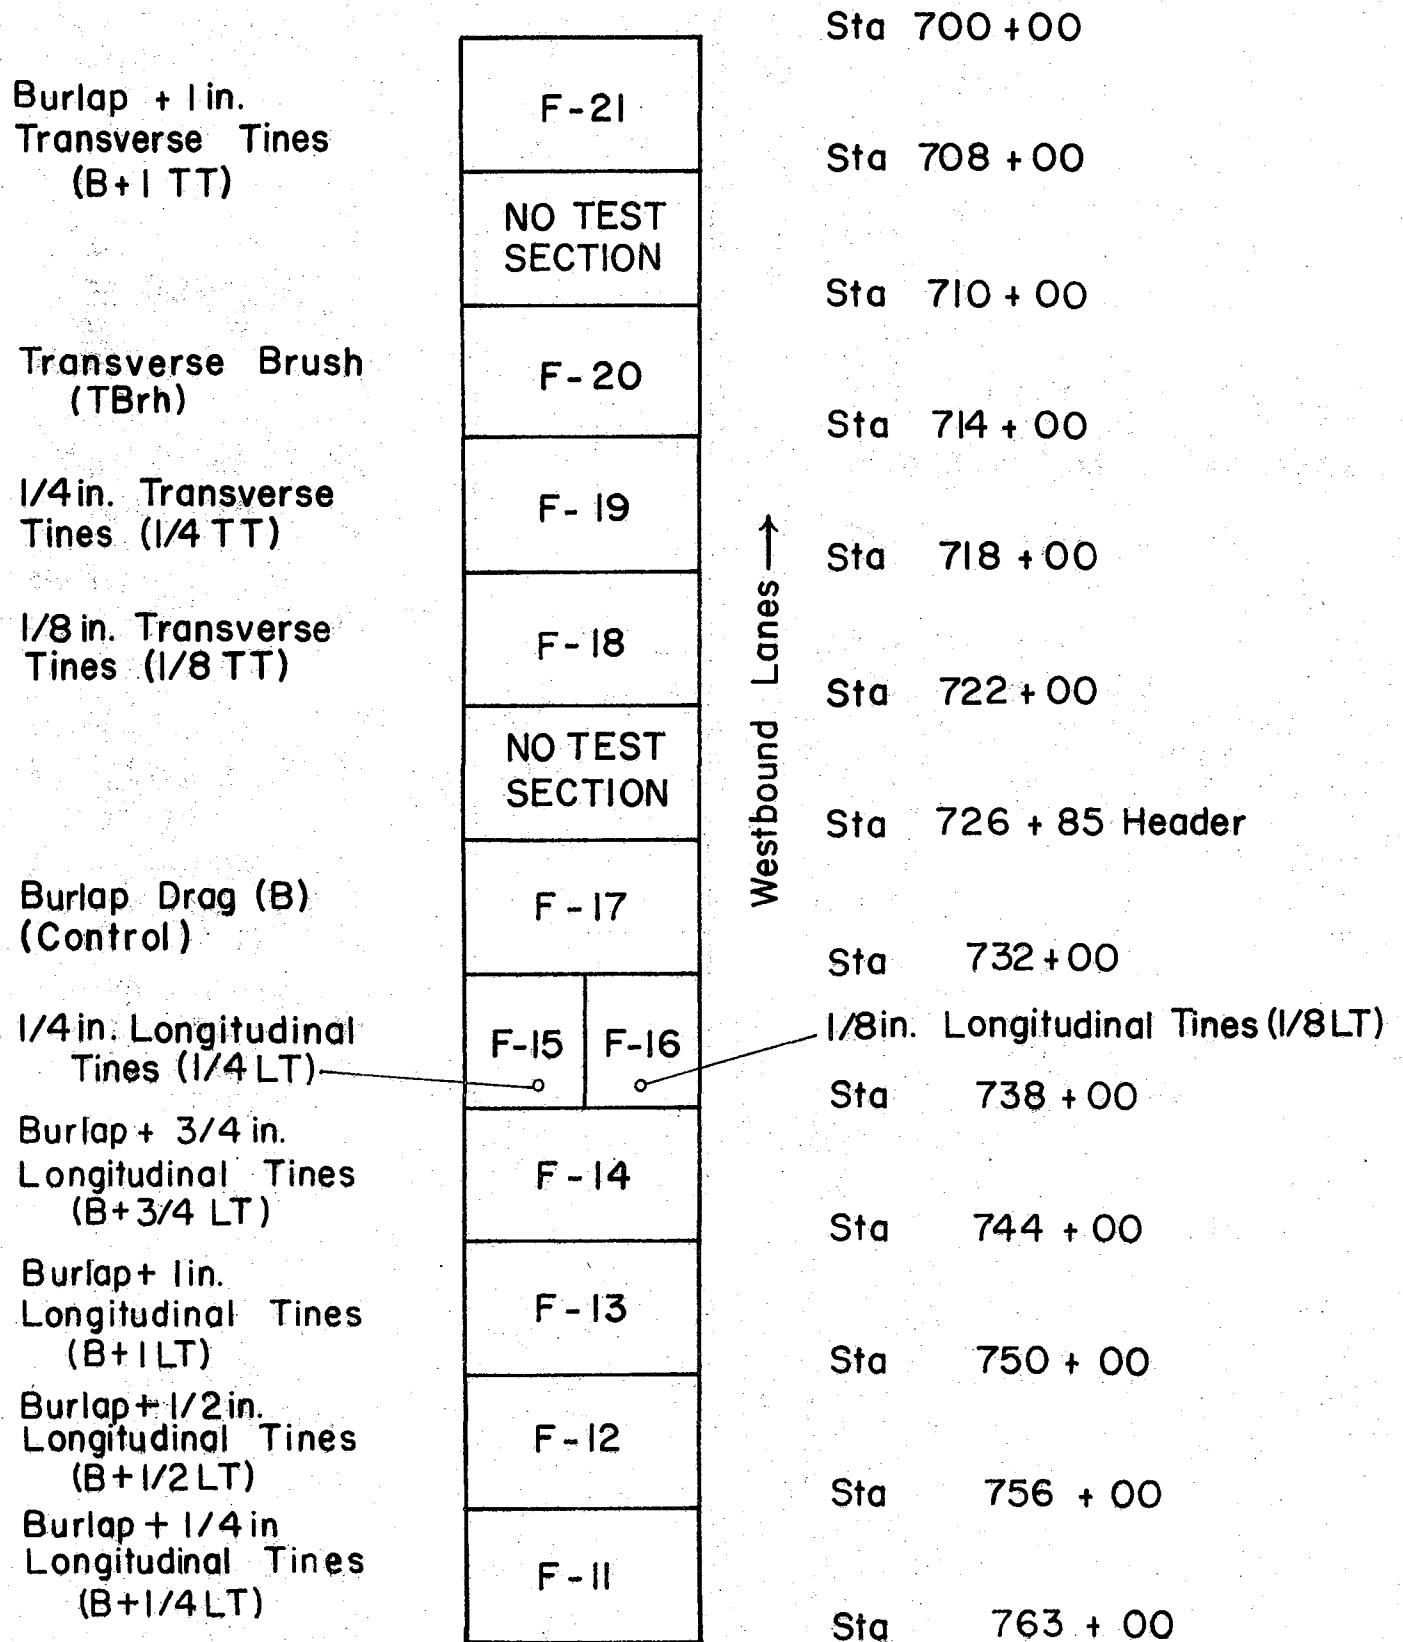 Sta 700 + 00
Burlap + 1 in.
Transverse Tines
(B + 1 TT)
F-21
Sta 708 + 00
NO TEST
SECTION
Sta 710 + 00
Transverse Brush
(TBrh)
F-20
Sta 714 + 00
1/4 in. Transverse
Tines (1/4 TT)
F-19
Sta 718 + 00
1/8 in. Transverse
Tines (1/8 TT)
F-18
Sta 722 + 00
Westbound Lanes →
NO TEST
SECTION
Sta 726 + 85 Header
Burlap Drag (B)
(Control)
F-17
Sta 732 + 00
1/4 in. Longitudinal
Tines (1/4 LT)
F-15
F-16
1/8 in. Longitudinal Tines (1/8 LT)
Sta 738 + 00
Burlap + 3/4 in.
Longitudinal Tines
(B + 3/4 LT)
F-14
Sta 744 + 00
Burlap + 1 in.
Longitudinal Tines
(B + 1 LT)
F-13
Sta 750 + 00
Burlap + 1/2 in.
Longitudinal Tines
(B + 1/2 LT)
F-12
Sta 756 + 00
Burlap + 1/4 in
Longitudinal Tines
(B + 1/4 LT)
F-11
Sta 763 + 00